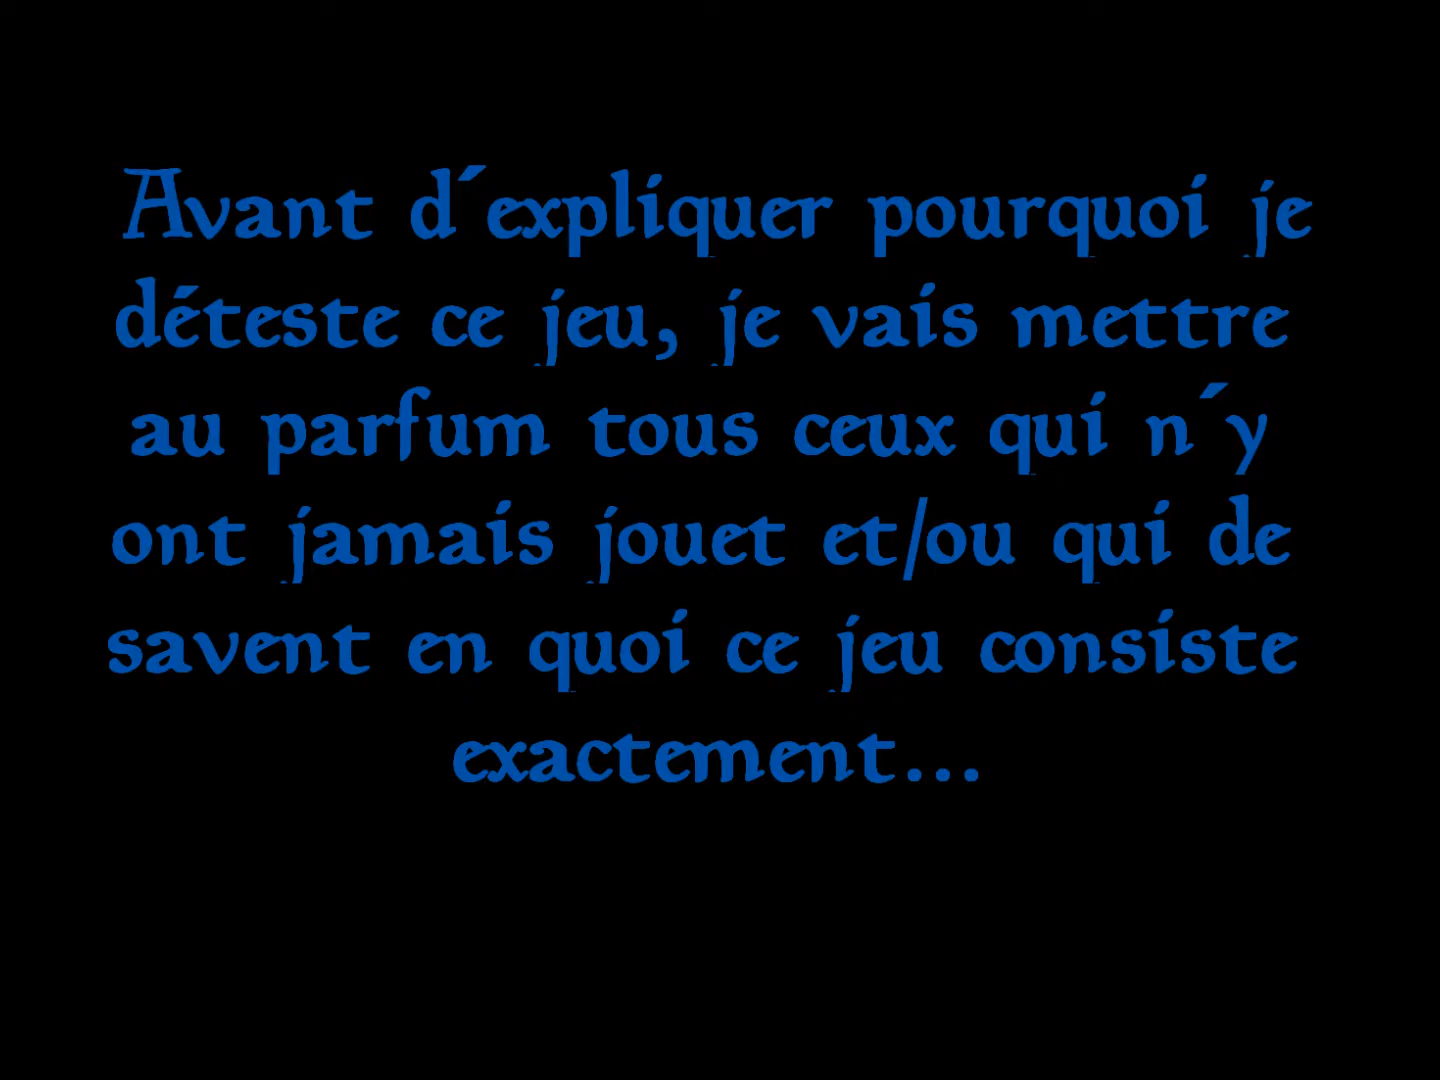 Avant d´expliquer pourquoi je
déteste ce jeu, je vais mettre
au parfum tous ceux qui n´y
ont jamais jouet et/ou qui de
savent en quoi ce jeu consiste
exactement...